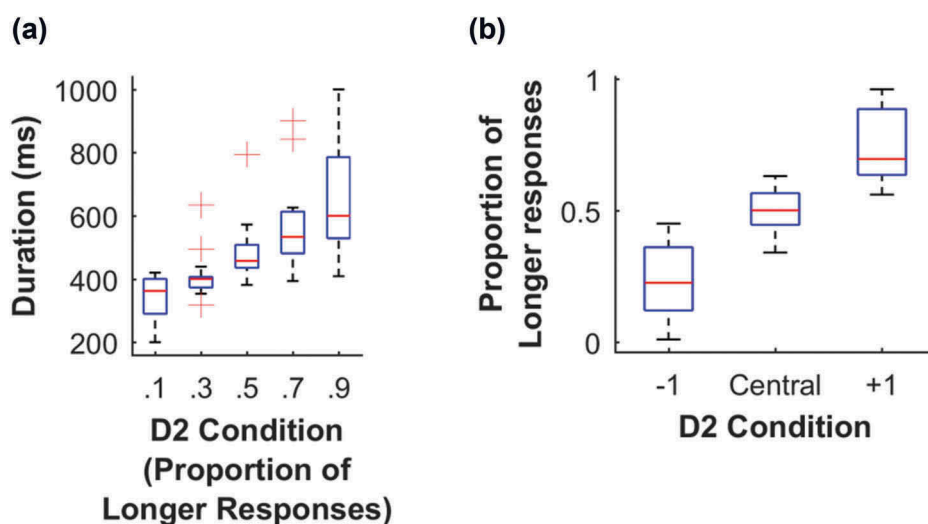 (a)
Duration (ms)
1000
800
600
400
200
.1 .3 .5 .7 .9
D2 Condition
(Proportion of
Longer Responses)
(b)
Proportion of
Longer responses
1
0.5
0
-1 Central +1
D2 Condition